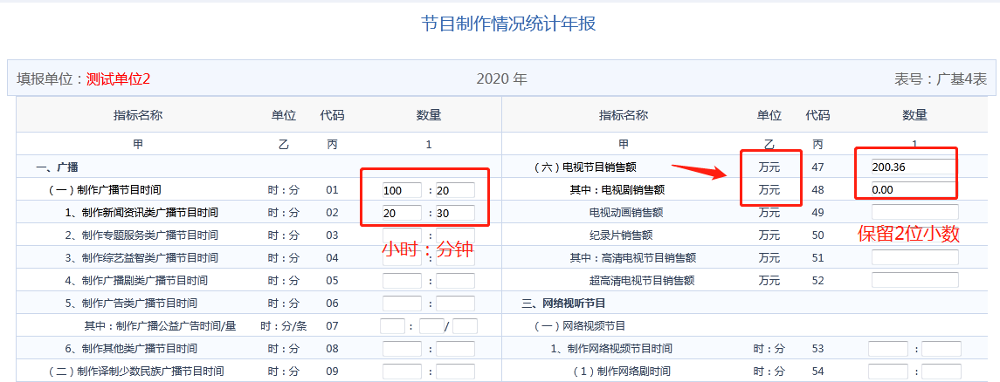 节目制作情况统计年报
填报单位：测试单位2 2020 年 表号：广基4表
指标名称 单位 代码 数量 指标名称 单位 代码 数量
甲 乙 丙 1 甲 乙 丙 1
一、广播 （六）电视节目销售额 万元 47 200.36
（一）制作广播节目时间 时：分 01 100 : 20 其中：电视剧销售额 万元 48 0.00
1、制作新闻资讯类广播节目时间 时：分 02 20 : 30 电视动画销售额 万元 49
2、制作专题服务类广播节目时间 时：分 03 : 纪录片销售额 万元 50 保留2位小数
小时：分钟
3、制作综艺益智类广播节目时间 时：分 04 : 其中：高清电视节目销售额 万元 51
4、制作广播剧类广播节目时间 时：分 05 : 超高清电视节目销售额 万元 52
5、制作广告类广播节目时间 时：分 06 : 三、网络视听节目
其中：制作广播公益广告时间/量 时：分/条 07 : / （一）网络视频节目
6、制作其他类广播节目时间 时：分 08 : 1、制作网络视频节目时间 时：分 53 :
（二）制作译制少数民族广播节目时间 时：分 09 : （1）制作网络剧时间 时：分 54 :